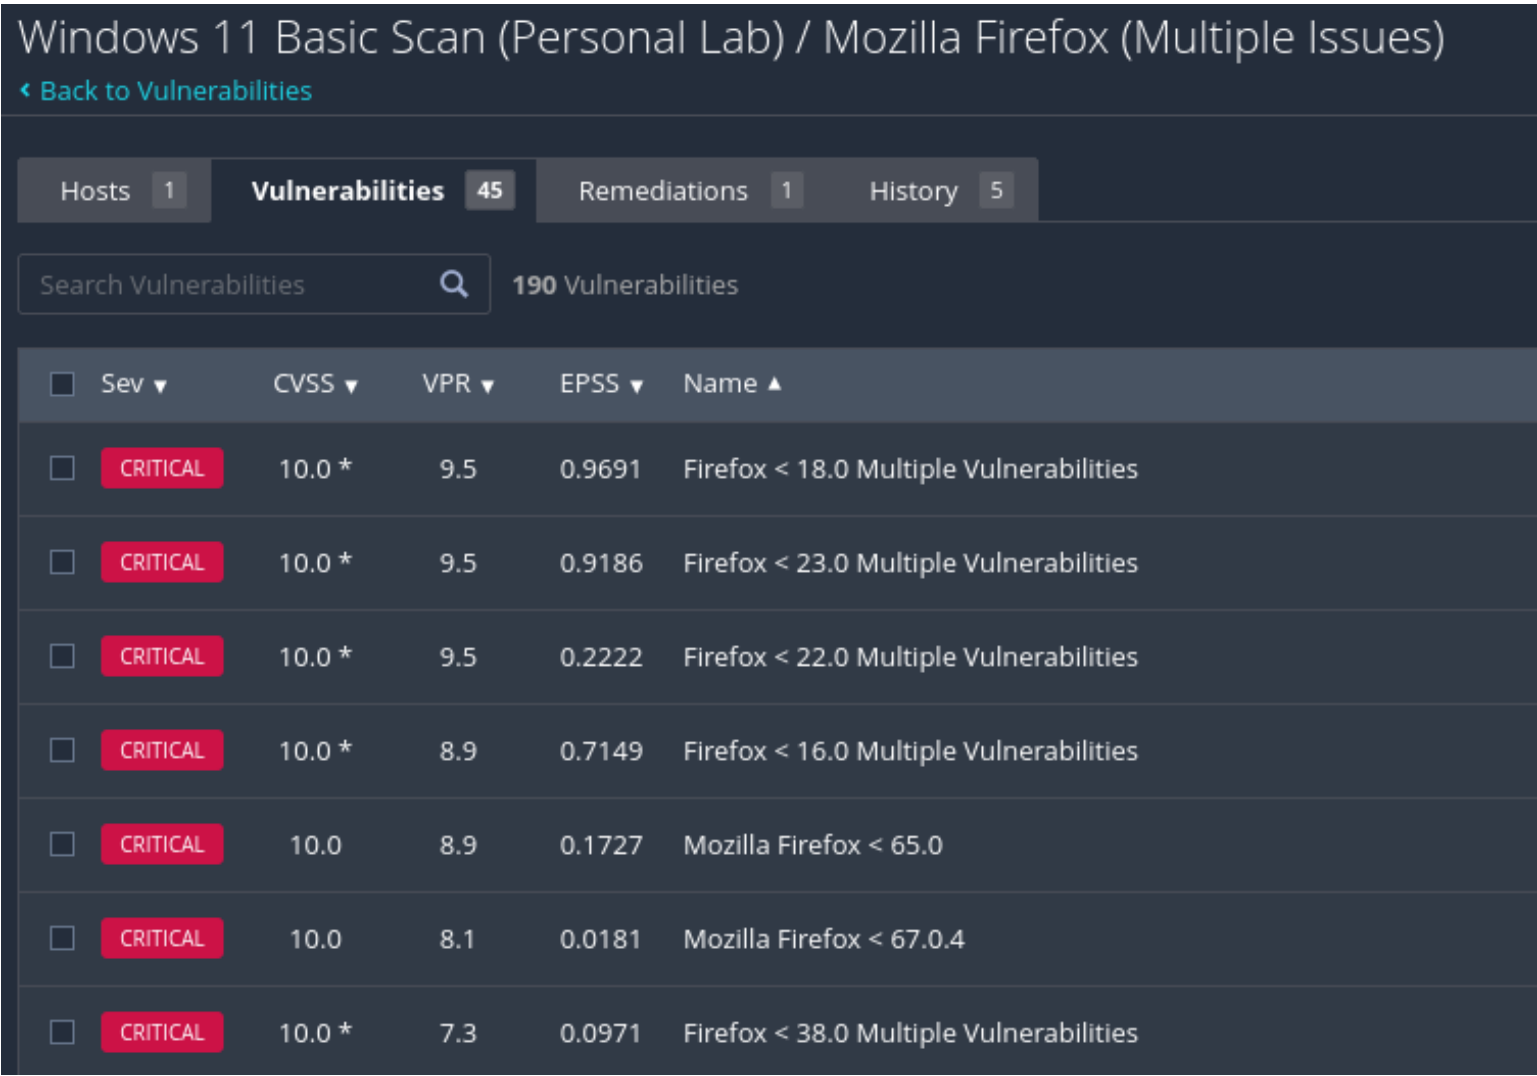 Windows 11 Basic Scan (Personal Lab) / Mozilla Firefox (Multiple Issues)
Back to Vulnerabilities
Hosts 1 Vulnerabilities 45 Remediations 1 History 5
Search Vulnerabilities 190 Vulnerabilities
Sev ▼ CVSS ▼ VPR ▼ EPSS ▼ Name ▲
CRITICAL 10.0 * 9.5 0.9691 Firefox < 18.0 Multiple Vulnerabilities
CRITICAL 10.0 * 9.5 0.9186 Firefox < 23.0 Multiple Vulnerabilities
CRITICAL 10.0 * 9.5 0.2222 Firefox < 22.0 Multiple Vulnerabilities
CRITICAL 10.0 * 8.9 0.7149 Firefox < 16.0 Multiple Vulnerabilities
CRITICAL 10.0 8.9 0.1727 Mozilla Firefox < 65.0
CRITICAL 10.0 8.1 0.0181 Mozilla Firefox < 67.0.4
CRITICAL 10.0 * 7.3 0.0971 Firefox < 38.0 Multiple Vulnerabilities